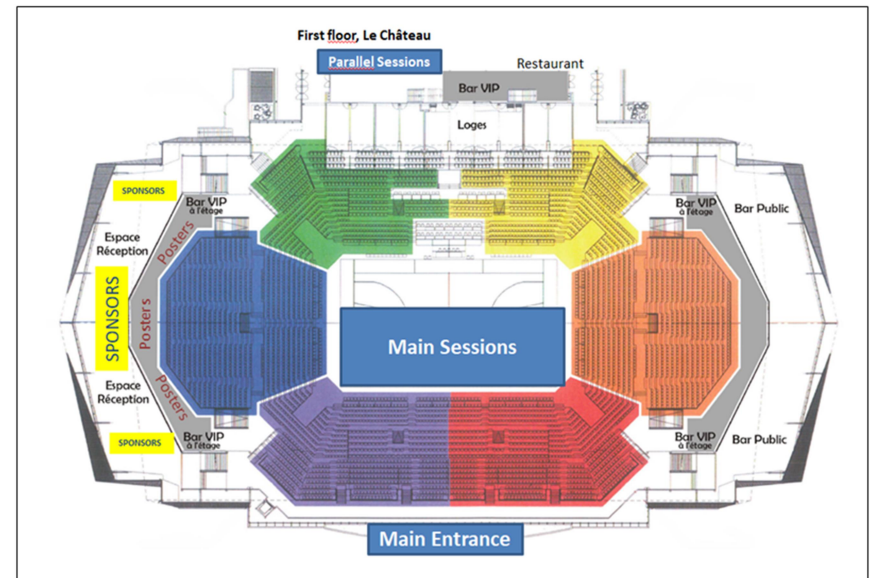 First floor, Le Château
Parallel Sessions
Restaurant
Bar VIP
Loges
SPONSORS
Bar VIP
à l'étage
Bar VIP
à l'étage
Bar Public
Espace
Réception
Posters
SPONSORS
Posters
Main Sessions
Espace
Réception
Posters
SPONSORS
Bar VIP
à l'étage
Bar VIP
à l'étage
Bar Public
Main Entrance